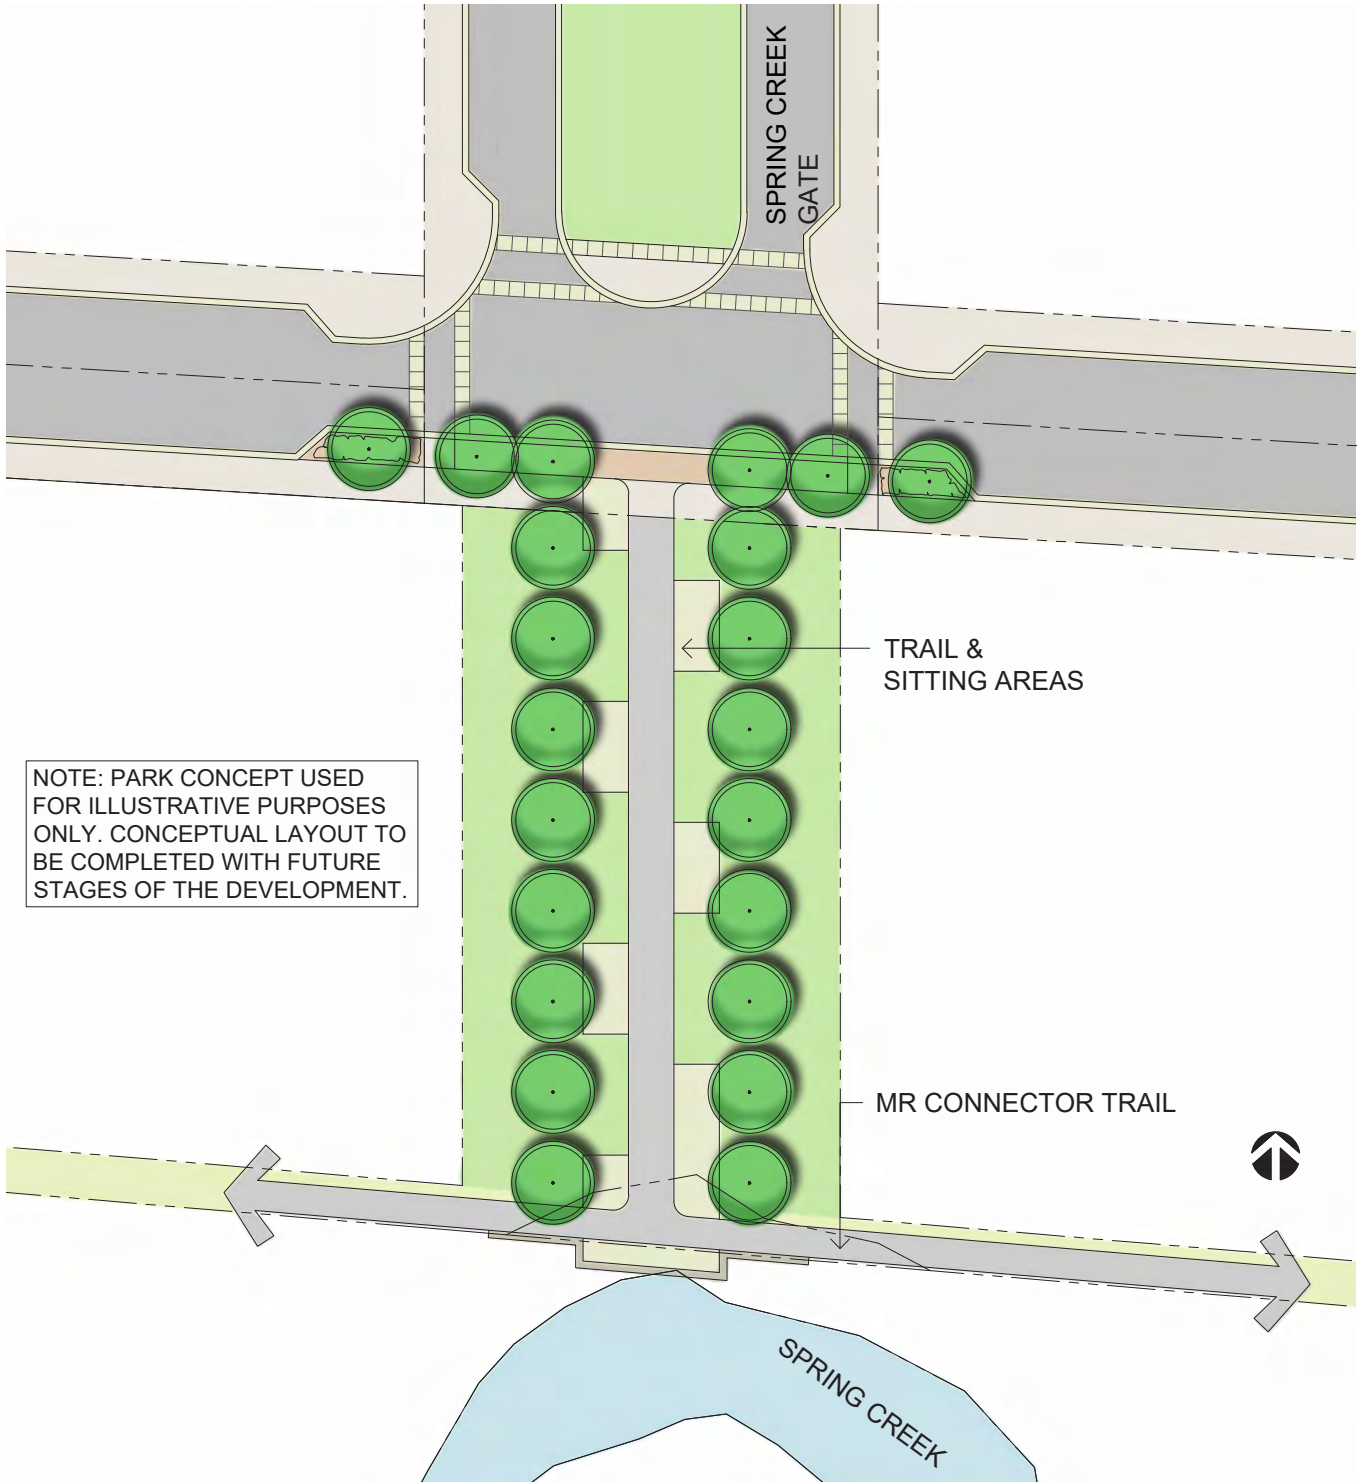 SPRING CREEK
GATE
TRAIL &
SITTING AREAS
NOTE: PARK CONCEPT USED
FOR ILLUSTRATIVE PURPOSES
ONLY. CONCEPTUAL LAYOUT TO
BE COMPLETED WITH FUTURE
STAGES OF THE DEVELOPMENT.
MR CONNECTOR TRAIL
SPRING CREEK